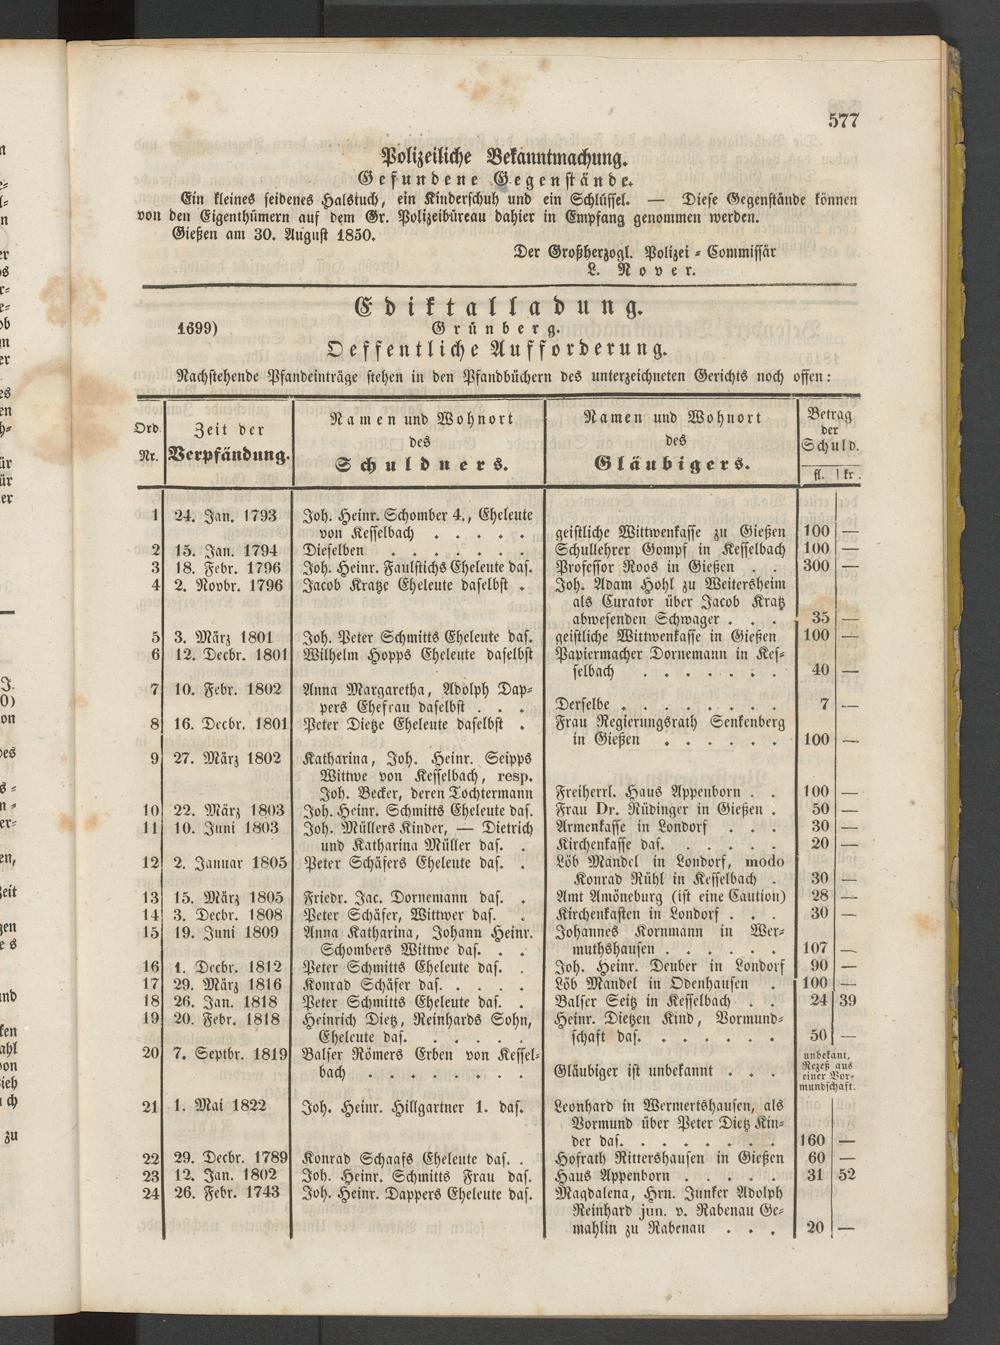 577
Polizeiliche Bekanntmachung.
Gefundene Gegenstände.
Ein kleines seidenes Halstuch, ein Kinderschuh und ein Schlüssel. — Diese Gegenstände können
von den Eigenthümern auf dem Gr. Polizeibüreau dahier in Empfang genommen werden.
Gießen am 30. August 1850.
Der Großherzogl. Polizei-Commissär
L. Nover.
Ediktalladung.
1699) Grünberg.
Oeffentliche Aufforderung.
Nachstehende Pfandeinträge stehen in den Pfandbüchern des unterzeichneten Gerichts noch offen:
Ord. Nr. | Zeit der Verpfändung. | Namen und Wohnort des Schuldners. | Namen und Wohnort des Gläubigers. | Betrag der Schuld. fl. | kr.
1 24. Jan. 1793 Joh. Heinr. Schomber 4., Eheleute
von Kesselbach . . . . . geistliche Wittwenkasse zu Gießen 100 —
2 15. Jan. 1794 Dieselben . . . . . . . Schullehrer Gompf in Kesselbach 100 —
3 18. Febr. 1796 Joh. Heinr. Faulstichs Eheleute das. Professor Roos in Gießen . . 300 —
4 2. Novbr. 1796 Jacob Kratze Eheleute daselbst . Joh. Adam Hohl zu Weitersheim
als Curator über Jacob Kratz
abwesenden Schwager . . . 35 —
5 3. März 1801 Joh. Peter Schmitts Eheleute das. geistliche Wittwenkasse in Gießen 100 —
6 12. Decbr. 1801 Wilhelm Hopps Eheleute daselbst Papiermacher Dornemann in Kes-
selbach . . . . . . . 40 —
7 10. Febr. 1802 Anna Margaretha, Adolph Dap-
pers Ehefrau daselbst . . . Derselbe . . . . . . . . 7 —
8 16. Decbr. 1801 Peter Dietze Eheleute daselbst . Frau Regierungsrath Senkenberg
in Gießen . . . . . . 100 —
9 27. März 1802 Katharina, Joh. Heinr. Seipps
Wittwe von Kesselbach, resp.
Joh. Becker, deren Tochtermann Freiherrl. Haus Appenborn . . 100 —
10 22. März 1803 Joh. Heinr. Schmitts Eheleute das. Frau Dr. Rüdinger in Gießen . 50 —
11 10. Juni 1803 Joh. Müllers Kinder, — Dietrich Armenkasse in Londorf . . . 30 —
und Katharina Müller das. . Kirchenkasse das. . . . . . 20 —
12 2. Januar 1805 Peter Schäfers Eheleute das. . Löb Mandel in Londorf, modo
Konrad Rühl in Kesselbach . 30 —
13 15. März 1805 Friedr. Jac. Dornemann das. . Amt Amöneburg (ist eine Caution) 28 —
14 3. Decbr. 1808 Peter Schäfer, Wittwer das. . Kirchenkasten in Londorf . . . 30 —
15 19. Juni 1809 Anna Katharina, Johann Heinr. Johannes Kornmann in Wer-
Schombers Wittwe das. . . muthshausen . . . . . . 107 —
16 1. Decbr. 1812 Peter Schmitts Eheleute das. . Joh. Heinr. Deuber in Londorf 90 —
17 29. März 1816 Konrad Schäfer das. . . . . Löb Mandel in Odenhausen . 100 —
18 26. Jan. 1818 Peter Schmitts Eheleute das. . Balser Seitz in Kesselbach . . 24 39
19 20. Febr. 1818 Heinrich Dietz, Reinhards Sohn, Heinr. Dietzen Kind, Vormund-
Eheleute das. . . . . . schaft das. . . . . . . 50 —
20 7. Septbr. 1819 Balser Römers Erben von Kessel- unbekant,
bach . . . . . . . . Gläubiger ist unbekannt . . . Rezeß aus
einer Vor-
mundschaft.
21 1. Mai 1822 Joh. Heinr. Hillgartner 1. das. Leonhard in Wermertshausen, als
Vormund über Peter Dietz Kin-
der das. . . . . . . . 160 —
22 29. Decbr. 1789 Konrad Schaafs Eheleute das. . Hofrath Rittershausen in Gießen 60 —
23 12. Jan. 1802 Joh. Heinr. Schmitts Frau das. Haus Appenborn . . . . . 31 52
24 26. Febr. 1743 Joh. Heinr. Dappers Eheleute das. Magdalena, Hrn. Junker Adolph
Reinhard jun. v. Rabenau Ge-
mahlin zu Rabenau . . . 20 —